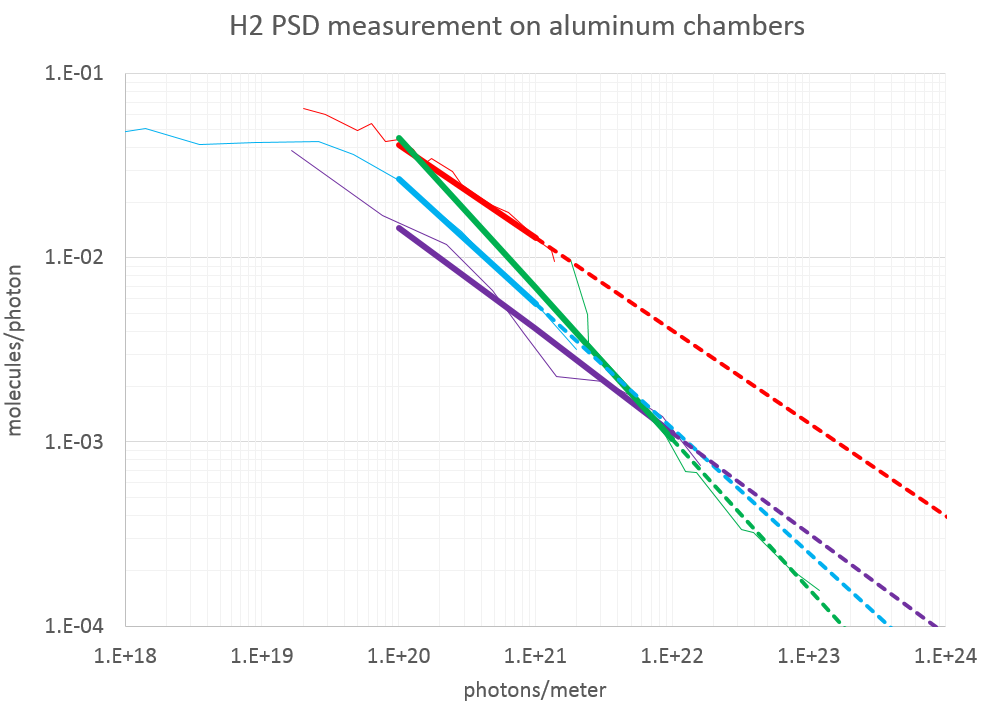 H2 PSD measurement on aluminum chambers
1.E-01
1.E-02
1.E-03
1.E-04
molecules/photon
1.E+18 1.E+19 1.E+20 1.E+21 1.E+22 1.E+23 1.E+24
photons/meter